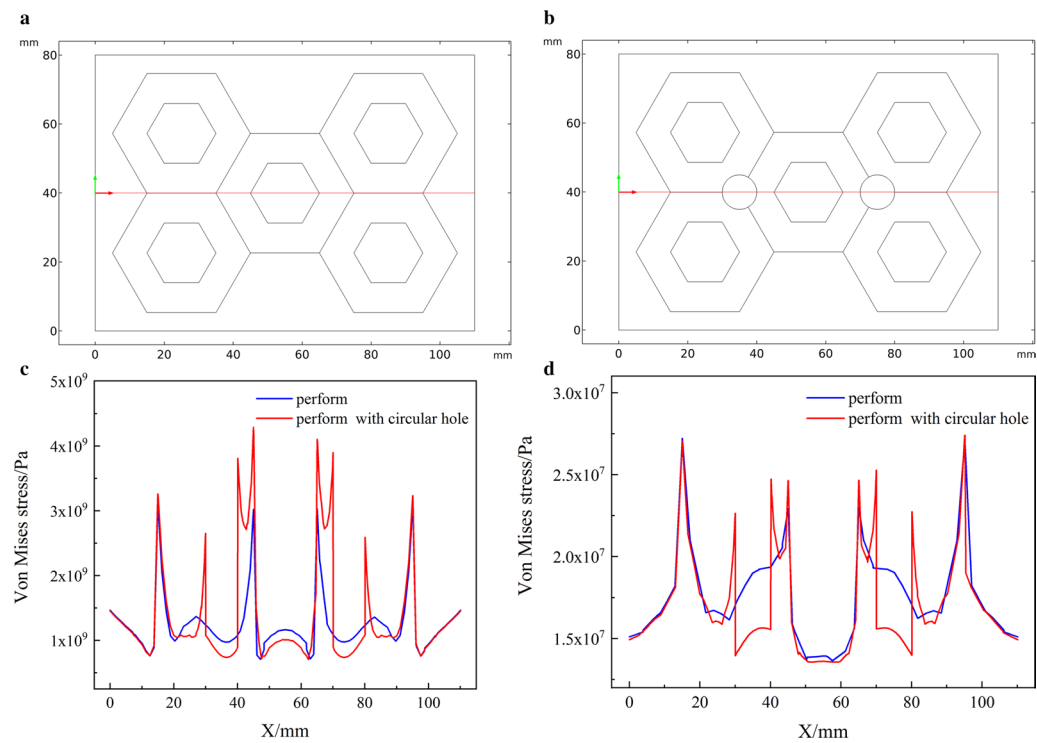 a
mm
80
60
40
20
0
0 20 40 60 80 100 mm
b
mm
80
60
40
20
0
0 20 40 60 80 100 mm
c
5x10⁹
4x10⁹
3x10⁹
2x10⁹
1x10⁹
Von Mises stress/Pa
perform
perform with circular hole
0 20 40 60 80 100
X/mm
d
3.0x10⁷
2.5x10⁷
2.0x10⁷
1.5x10⁷
Von Mises stress/Pa
perform
perform with circular hole
0 20 40 60 80 100
X/mm